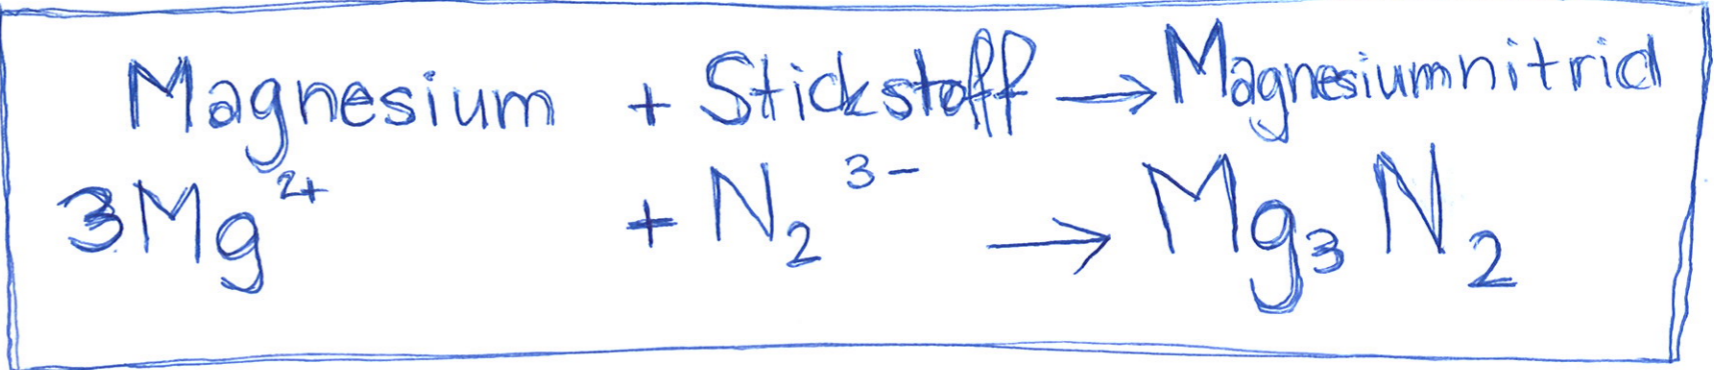 Magnesium + Stickstoff → Magnesiumnitrid
3Mg²⁺ + N₂ ³⁻ → Mg₃N₂